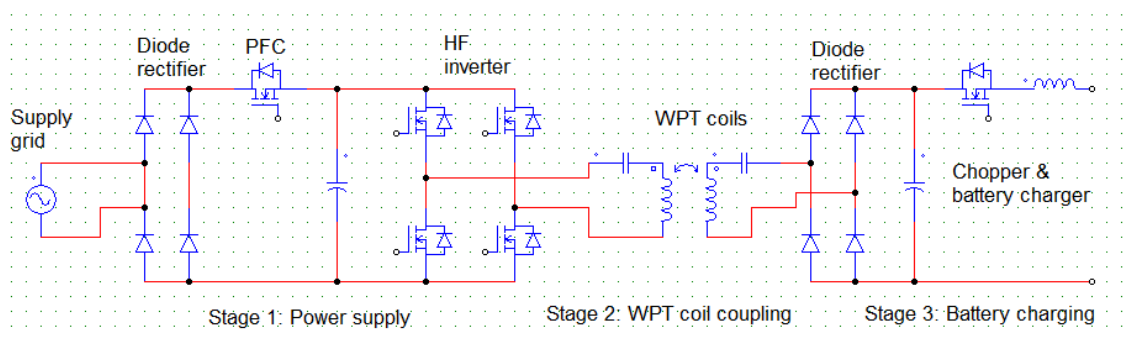 Diode
rectifier
PFC
HF
inverter
Diode
rectifier
Supply
grid
WPT coils
Chopper &
battery charger
Stage 1: Power supply
Stage 2: WPT coil coupling
Stage 3: Battery charging